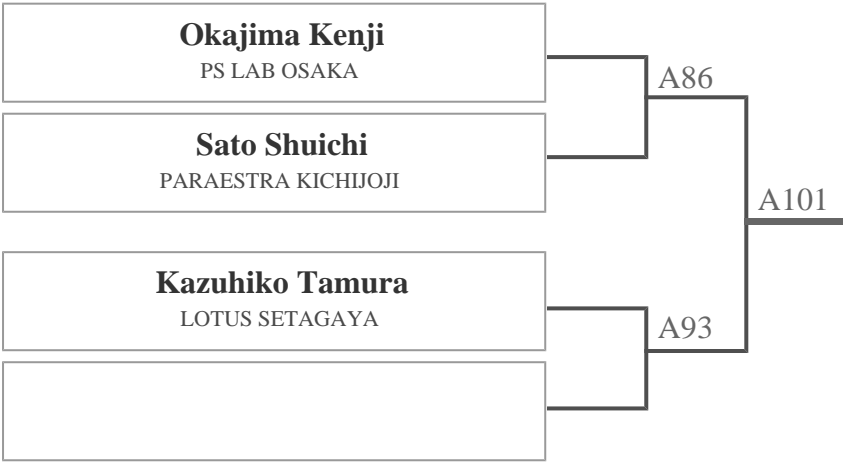 Okajima Kenji
PS LAB OSAKA
A86
Sato Shuichi
PARAESTRA KICHIJOJI
A101
Kazuhiko Tamura
LOTUS SETAGAYA
A93